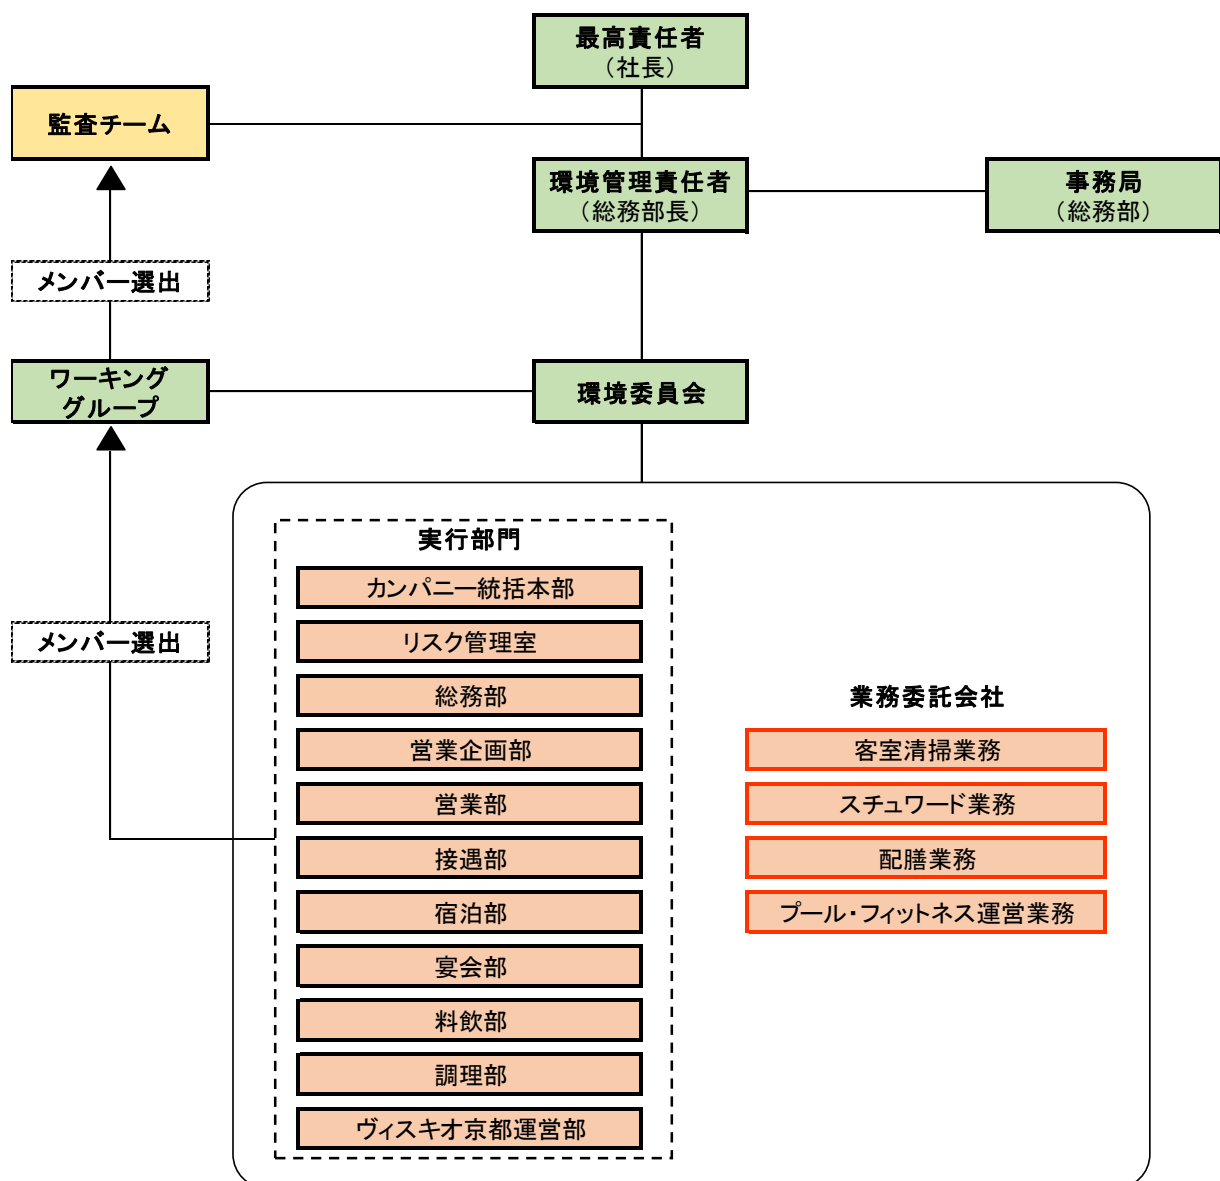 最高責任者
（社長）
監査チーム
環境管理責任者
（総務部長）
事務局
（総務部）
メンバー選出
ワーキング
グループ
環境委員会
メンバー選出
実行部門
カンパニー統括本部
リスク管理室
総務部
営業企画部
営業部
接遇部
宿泊部
宴会部
料飲部
調理部
ヴィスキオ京都運営部
業務委託会社
客室清掃業務
スチュワード業務
配膳業務
プール・フィットネス運営業務